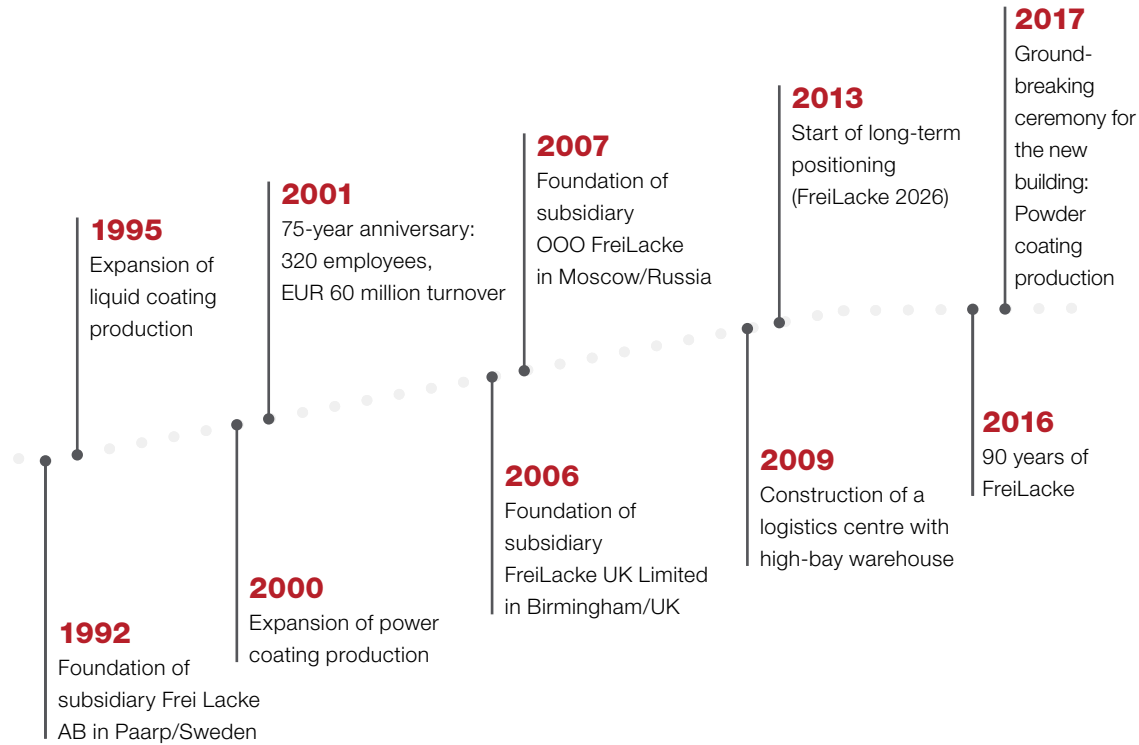 1992
Foundation of
subsidiary Frei Lacke
AB in Paarp/Sweden
1995
Expansion of
liquid coating
production
2000
Expansion of power
coating production
2001
75-year anniversary:
320 employees,
EUR 60 million turnover
2006
Foundation of
subsidiary
FreiLacke UK Limited
in Birmingham/UK
2007
Foundation of
subsidiary
OOO FreiLacke
in Moscow/Russia
2009
Construction of a
logistics centre with
high-bay warehouse
2013
Start of long-term
positioning
(FreiLacke 2026)
2016
90 years of
FreiLacke
2017
Ground-
breaking
ceremony for
the new
building:
Powder
coating
production